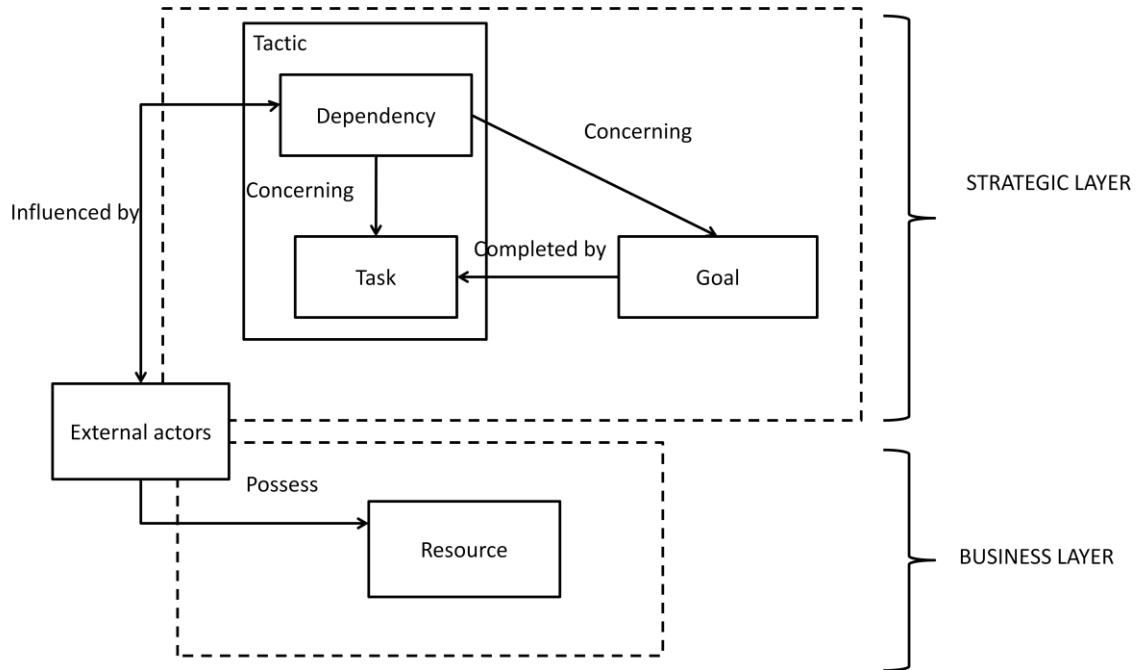 Tactic
Dependency
Concerning
Concerning
STRATEGIC LAYER
Influenced by
Completed by
Task
Goal
External actors
Possess
Resource
BUSINESS LAYER